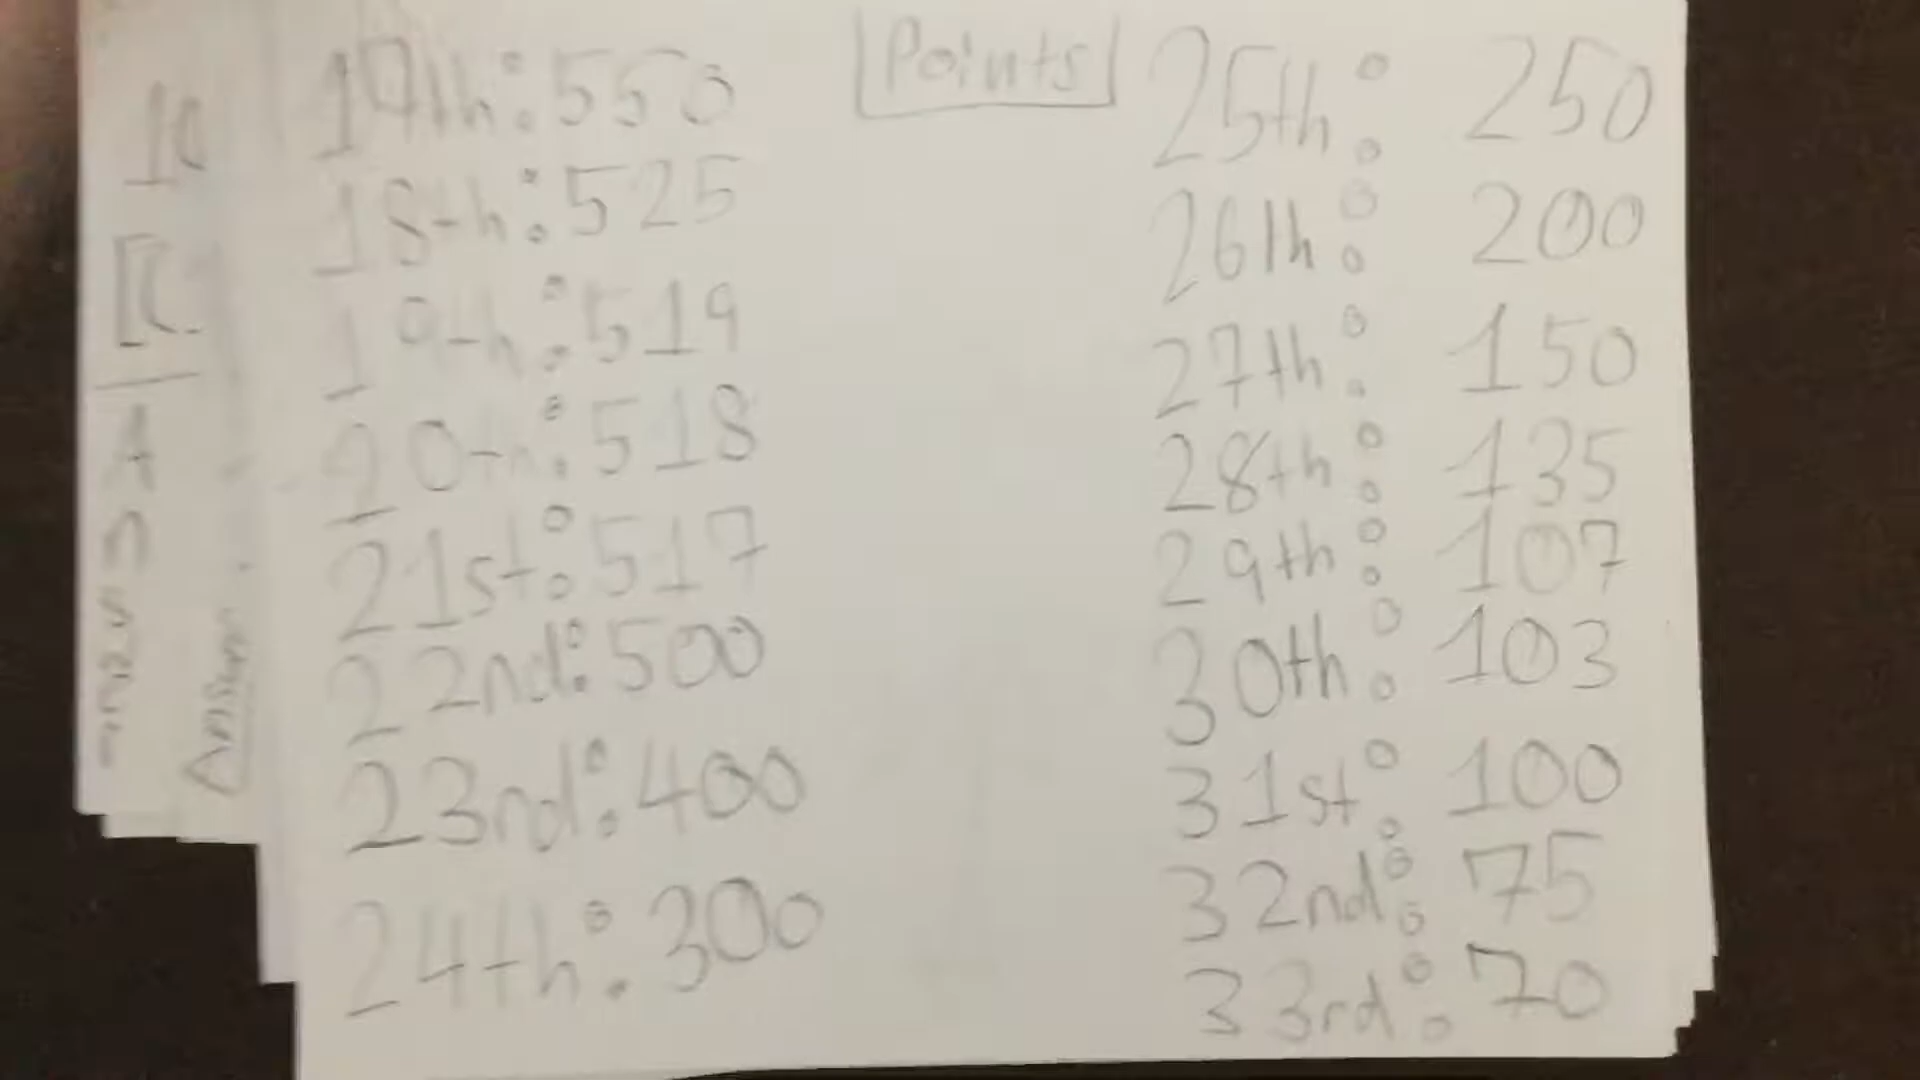 Points
17th: 550
18th: 525
19th: 519
20th: 518
21st: 517
22nd: 500
23rd: 400
24th: 300
25th: 250
26th: 200
27th: 150
28th: 135
29th: 107
30th: 103
31st: 100
32nd: 75
33rd: 70